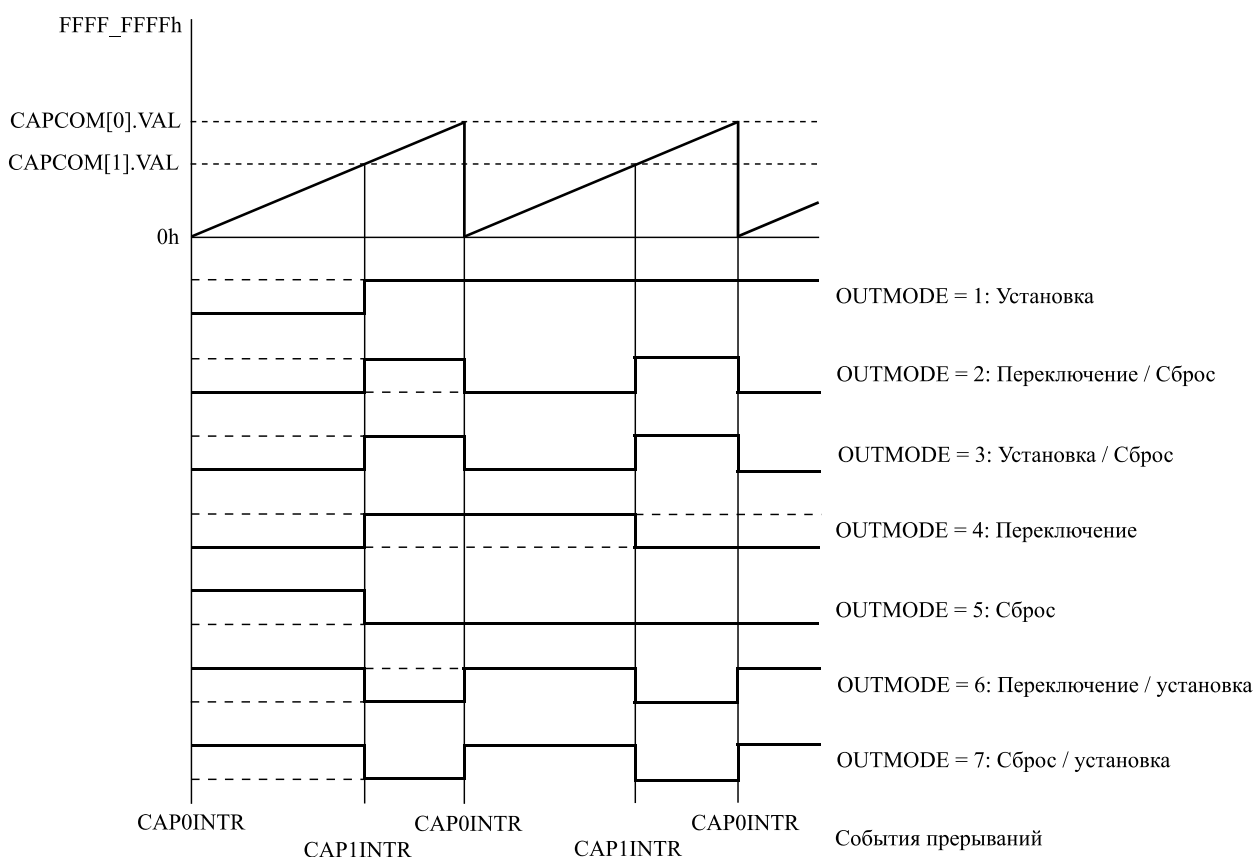 FFFF_FFFFh
CAPCOM[0].VAL
CAPCOM[1].VAL
0h
OUTMODE = 1: Установка
OUTMODE = 2: Переключение / Сброс
OUTMODE = 3: Установка / Сброс
OUTMODE = 4: Переключение
OUTMODE = 5: Сброс
OUTMODE = 6: Переключение / установка
OUTMODE = 7: Сброс / установка
CAP0INTR
CAP1INTR
CAP0INTR
CAP1INTR
CAP0INTR
События прерываний